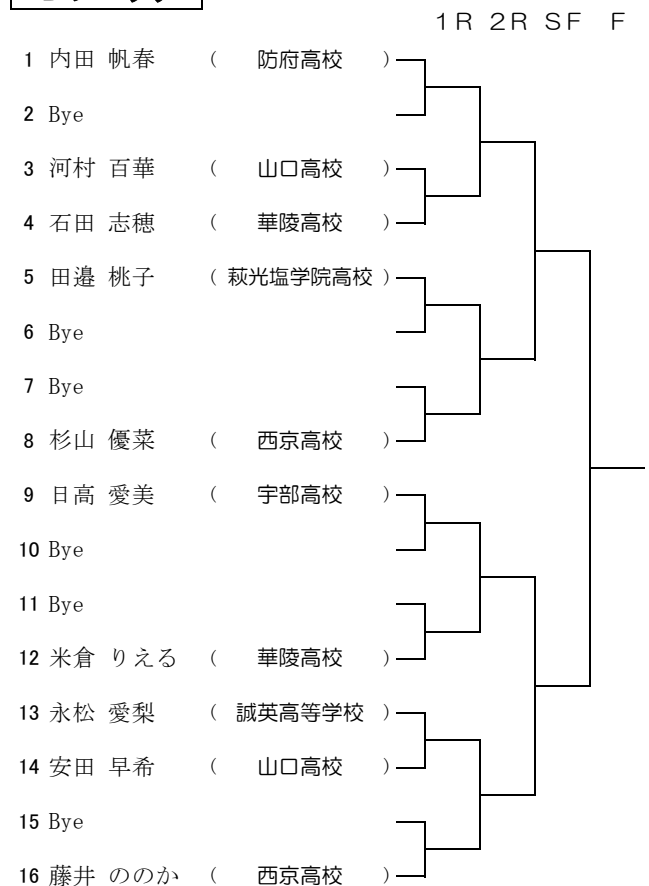 １Ｒ ２Ｒ ＳＦ Ｆ
1 内田 帆春 （ 防府高校 ）
2 Bye
3 河村 百華 （ 山口高校 ）
4 石田 志穂 （ 華陵高校 ）
5 田邉 桃子 （ 萩光塩学院高校 ）
6 Bye
7 Bye
8 杉山 優菜 （ 西京高校 ）
9 日高 愛美 （ 宇部高校 ）
10 Bye
11 Bye
12 米倉 りえる （ 華陵高校 ）
13 永松 愛梨 （ 誠英高等学校 ）
14 安田 早希 （ 山口高校 ）
15 Bye
16 藤井 ののか （ 西京高校 ）